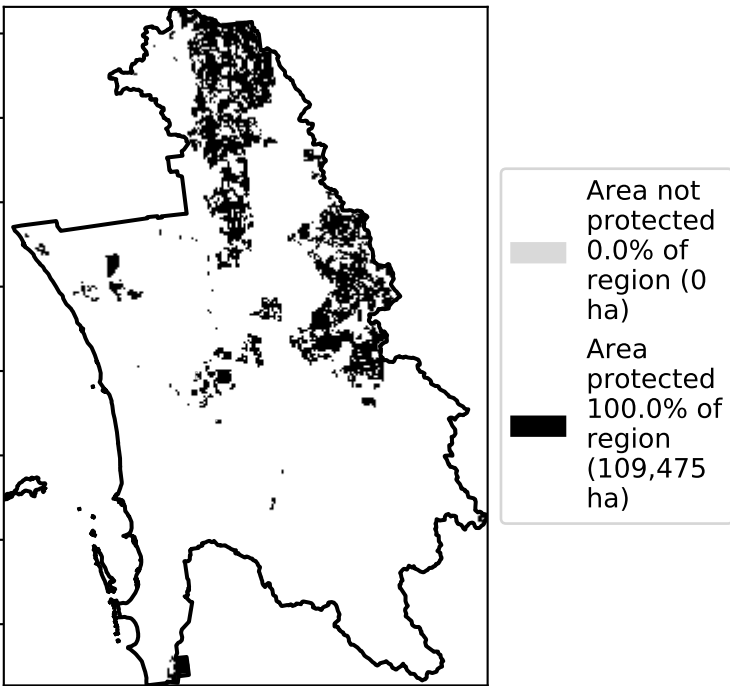 Area not
protected
0.0% of
region (0
ha)
Area
protected
100.0% of
region
(109,475
ha)